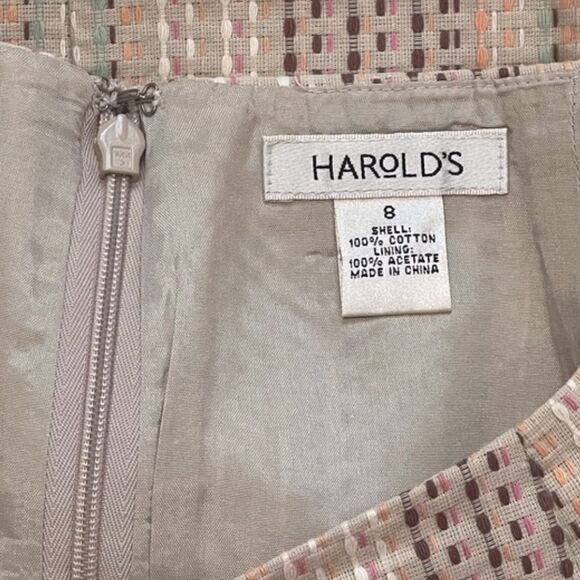 HAROLD'S
8
SHELL:
100% COTTON
LINING:
100% ACETATE
MADE IN CHINA